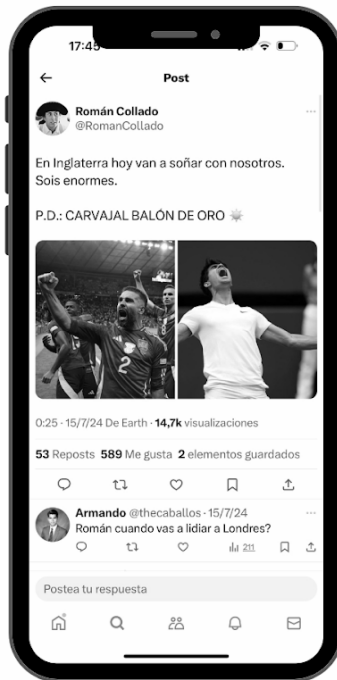 17:45
Post
Román Collado
@RomanCollado
En Inglaterra hoy van a soñar con nosotros.
Sois enormes.
P.D.: CARVAJAL BALÓN DE ORO
2
0:25 · 15/7/24 De Earth · 14,7k visualizaciones
53 Reposts 589 Me gusta 2 elementos guardados
Armando @thecaballos · 15/7/24
Román cuando vas a lidiar a Londres?
211
Postea tu respuesta